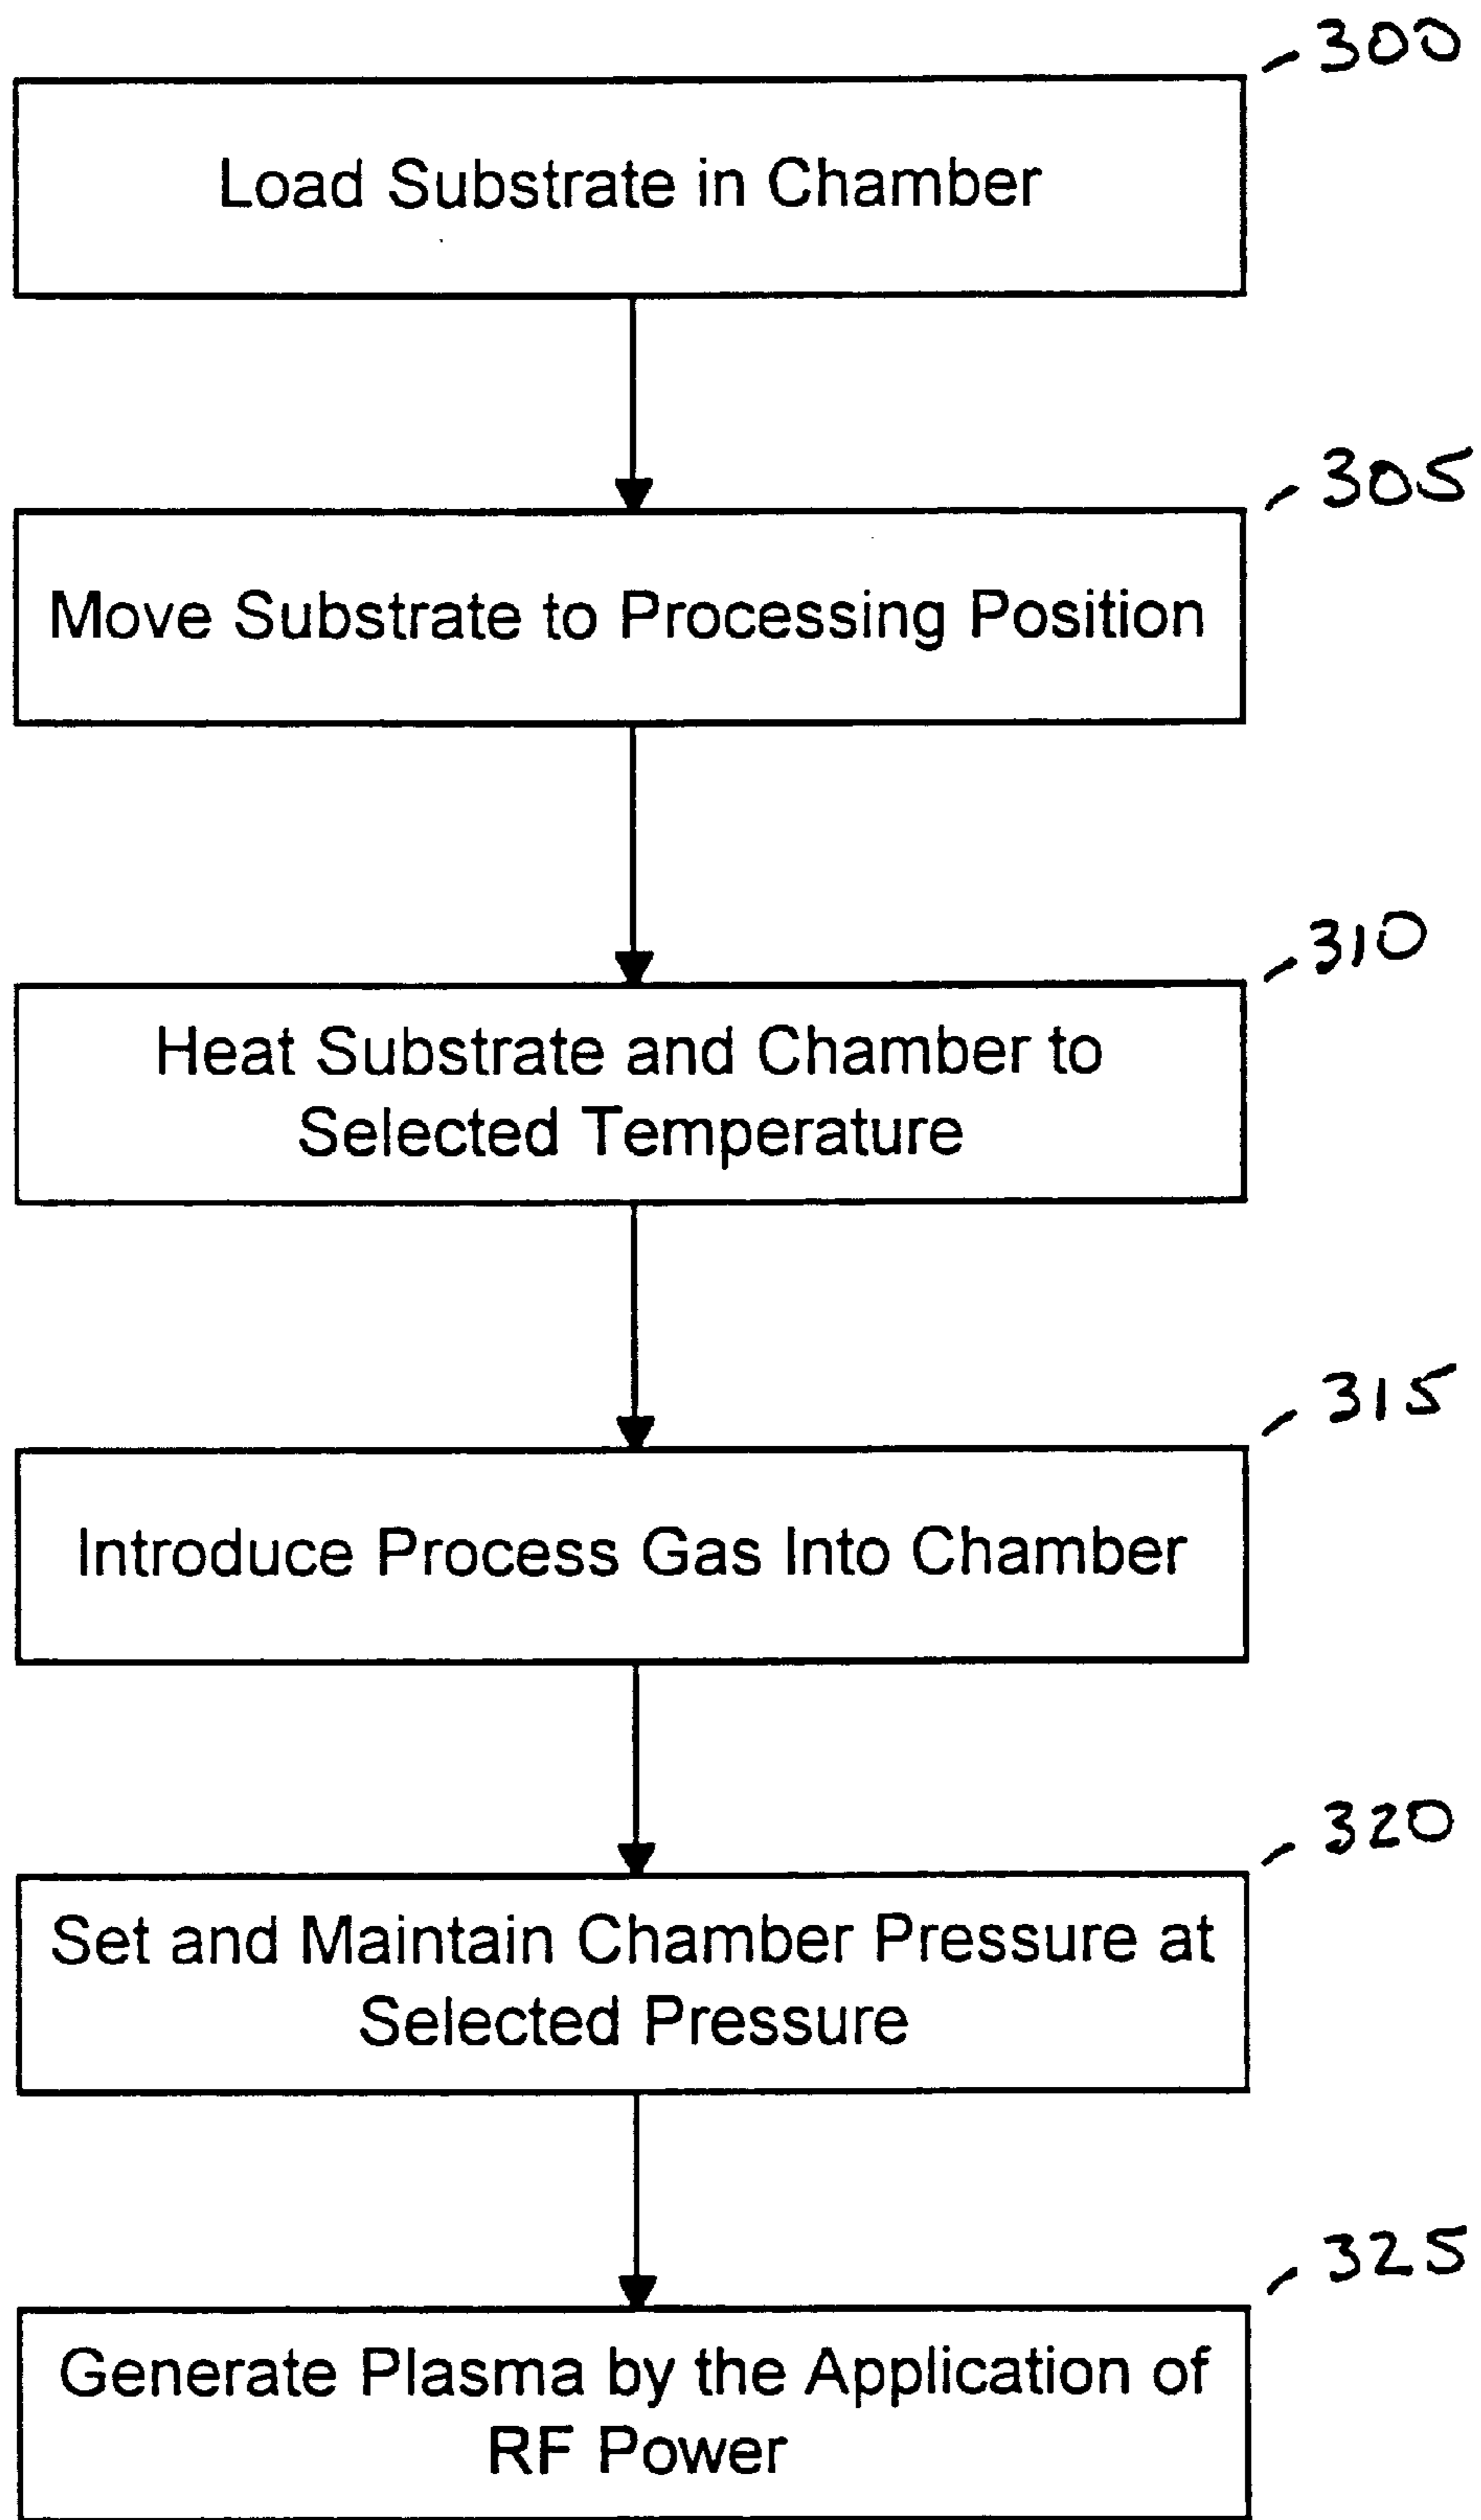 300
Load Substrate in Chamber
305
Move Substrate to Processing Position
310
Heat Substrate and Chamber to
Selected Temperature
315
Introduce Process Gas Into Chamber
320
Set and Maintain Chamber Pressure at
Selected Pressure
325
Generate Plasma by the Application of
RF Power